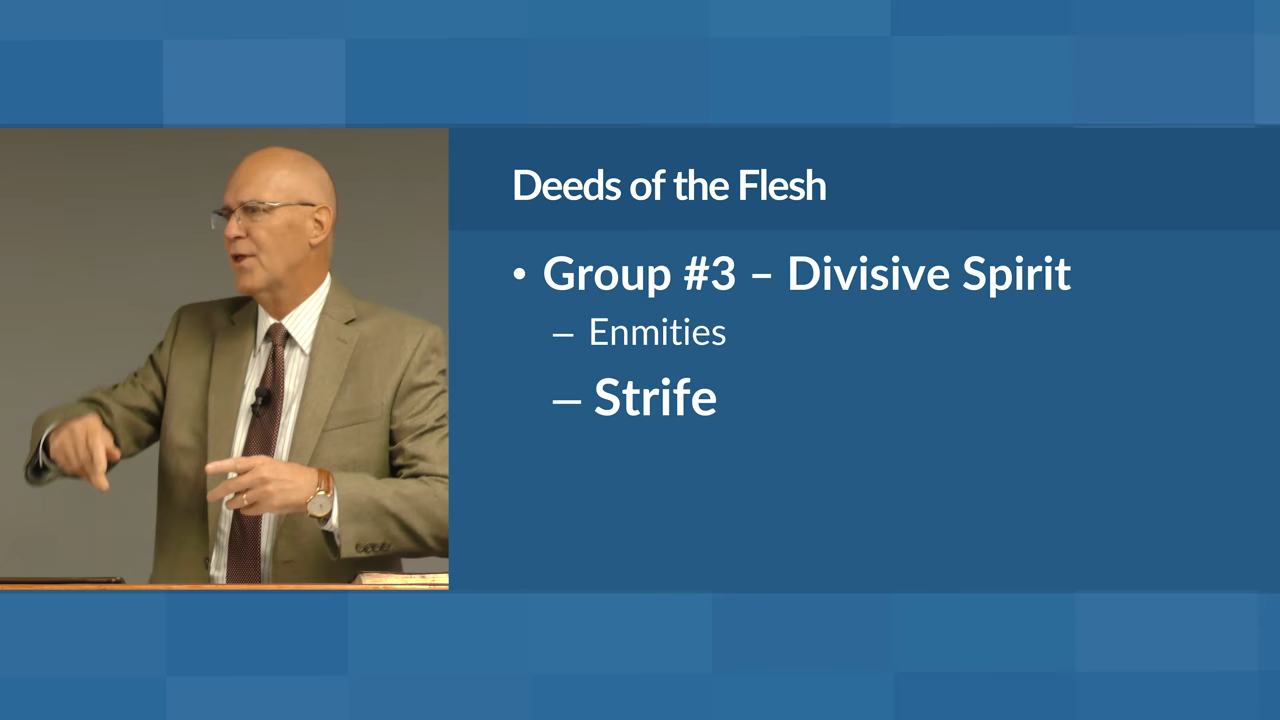 Deeds of the Flesh
• Group #3 – Divisive Spirit
– Enmities
– Strife